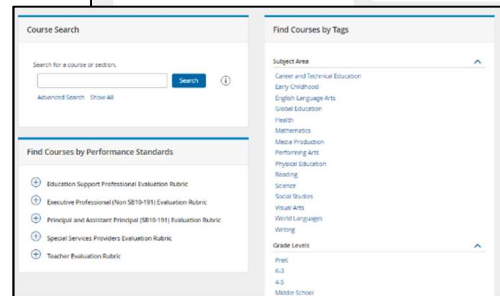 Course Search
Search for a course or section.
Search
Advanced Search Show All
Find Courses by Performance Standards
Education Support Professional Evaluation Rubric
Executive Professional (Non SB10-191) Evaluation Rubric
Principal and Assistant Principal (SB10-191) Evaluation Rubric
Special Services Providers Evaluation Rubric
Teacher Evaluation Rubric
Find Courses by Tags
Subject Area
Career and Technical Education
Early Childhood
English Language Arts
Global Education
Health
Mathematics
Media Production
Performing Arts
Physical Education
Reading
Science
Social Studies
Visual Arts
World Languages
Writing
Grade Levels
PreK
K-3
4-5
Middle School